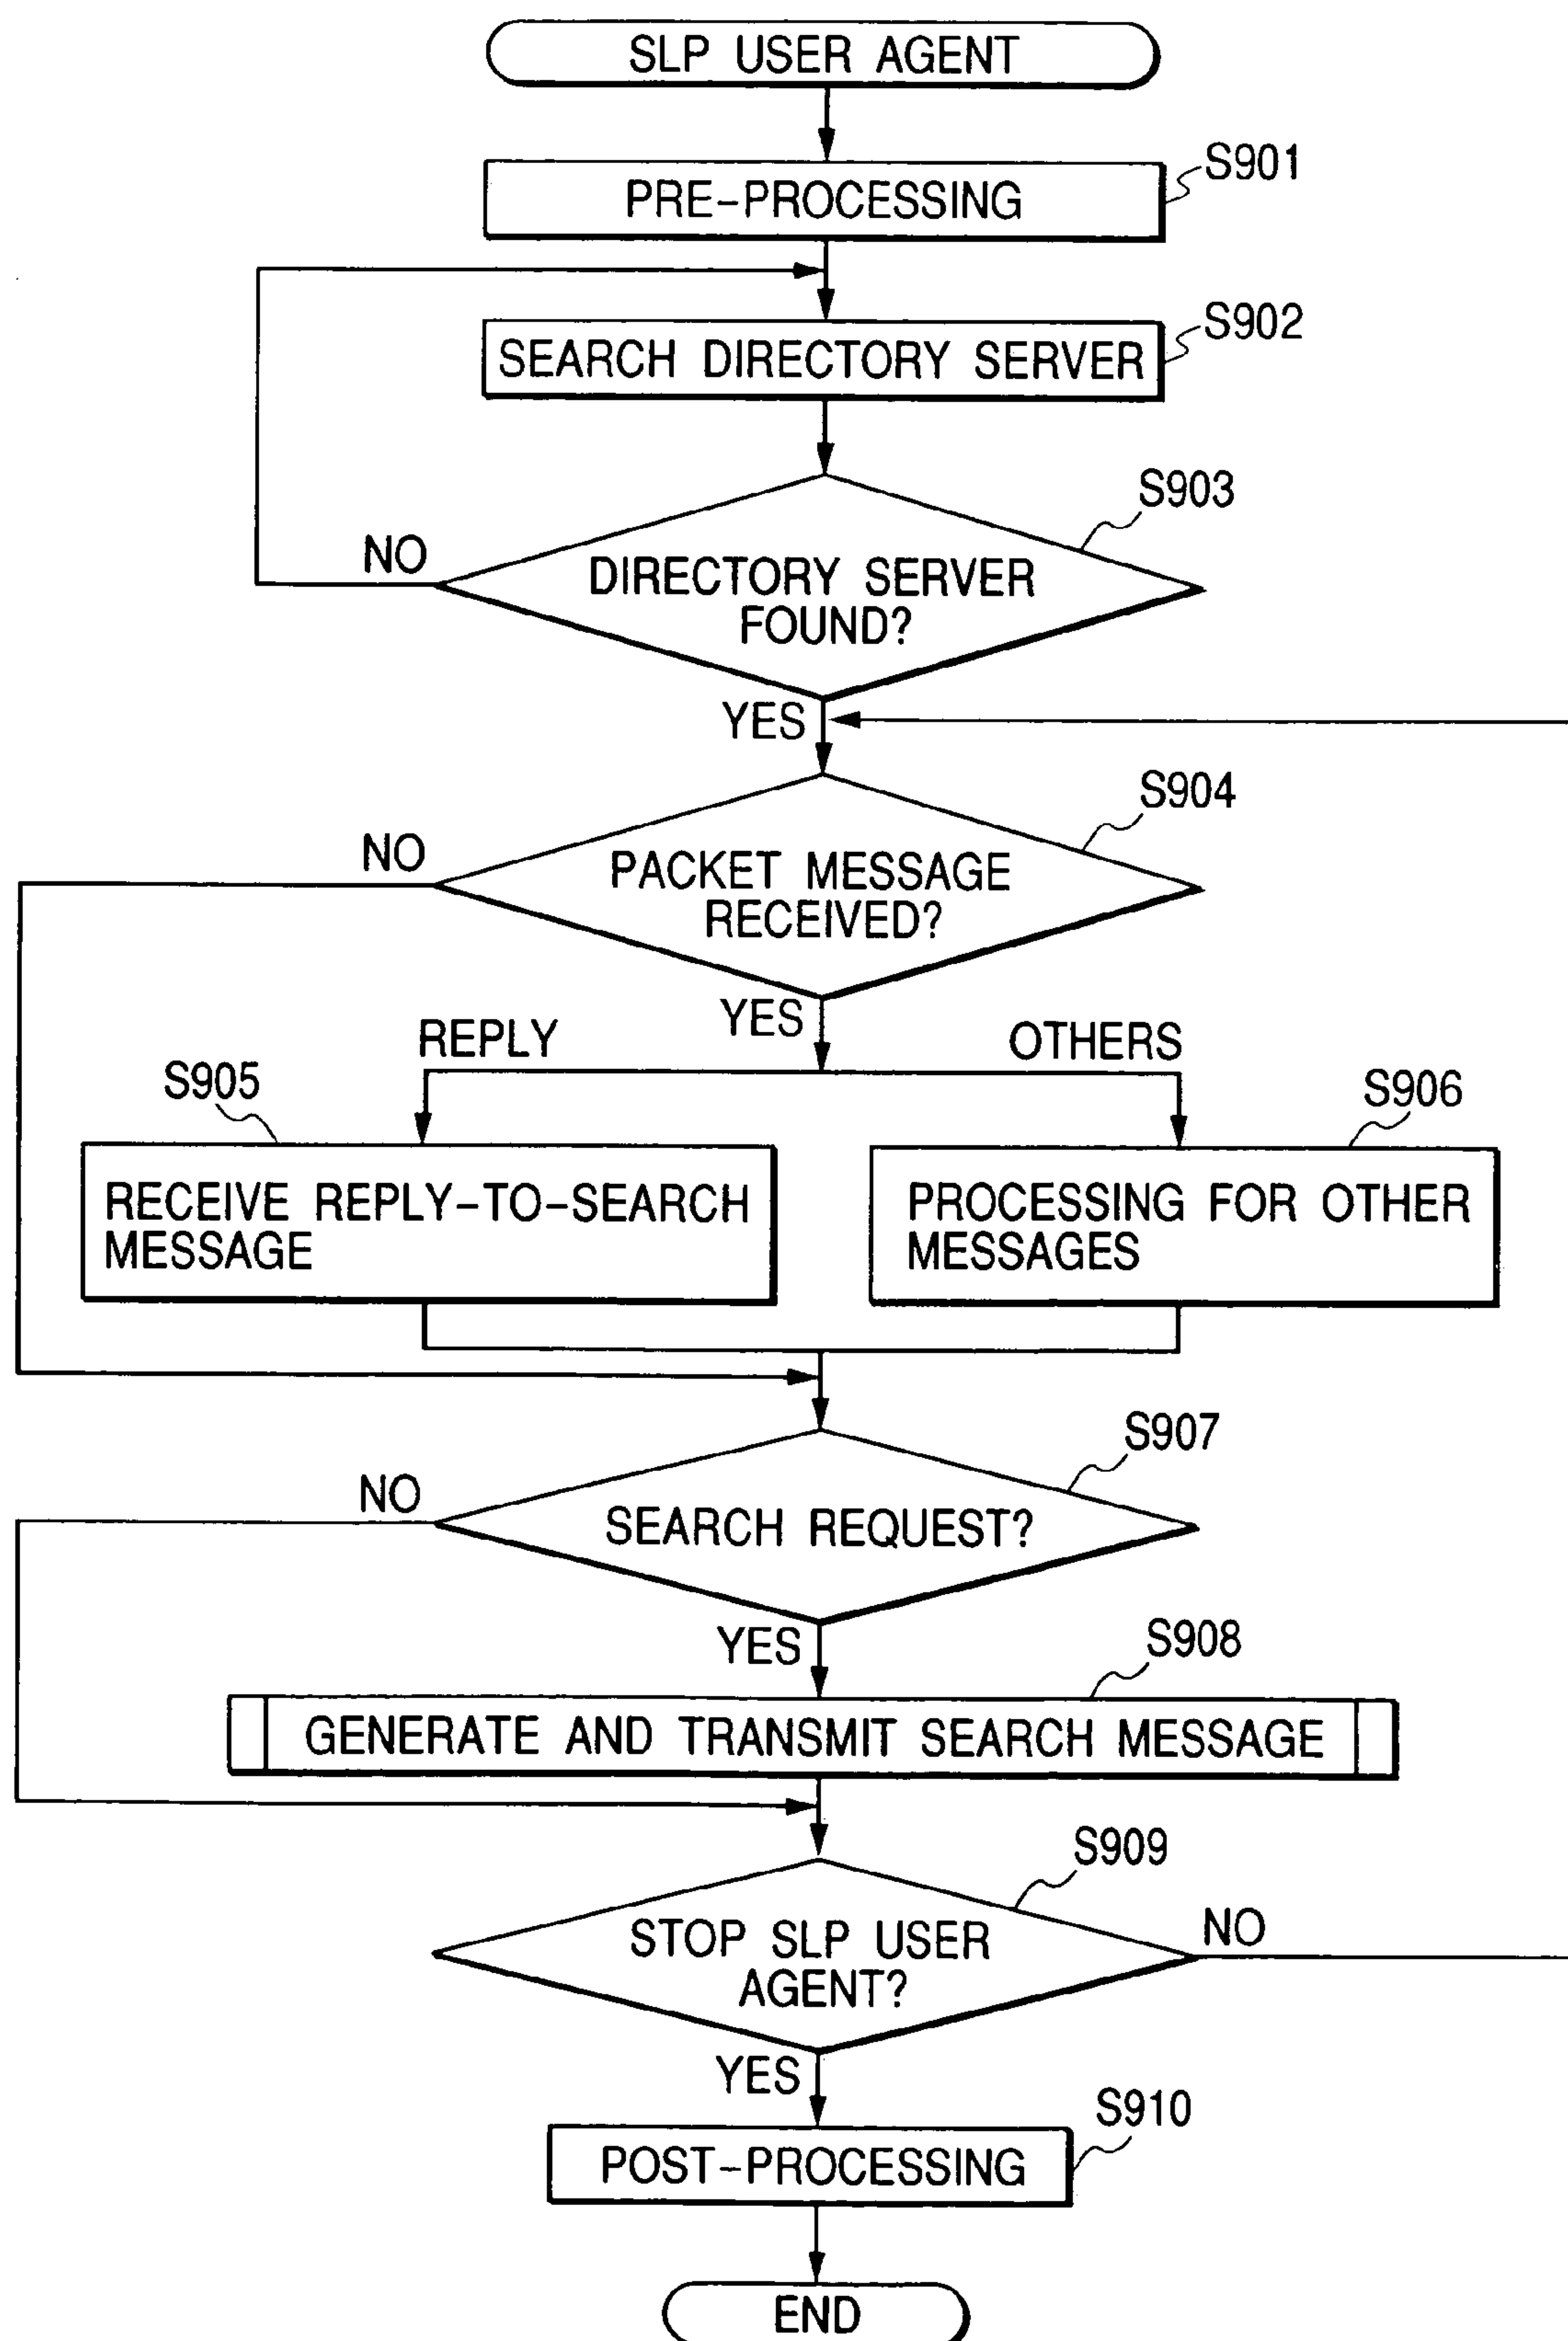 SLP USER AGENT
S901
PRE-PROCESSING
S902
SEARCH DIRECTORY SERVER
S903
NO
DIRECTORY SERVER
FOUND?
YES
S904
NO
PACKET MESSAGE
RECEIVED?
YES
REPLY
OTHERS
S905
S906
RECEIVE REPLY-TO-SEARCH
MESSAGE
PROCESSING FOR OTHER
MESSAGES
S907
NO
SEARCH REQUEST?
YES
S908
GENERATE AND TRANSMIT SEARCH MESSAGE
S909
STOP SLP USER
AGENT?
NO
YES
S910
POST-PROCESSING
END